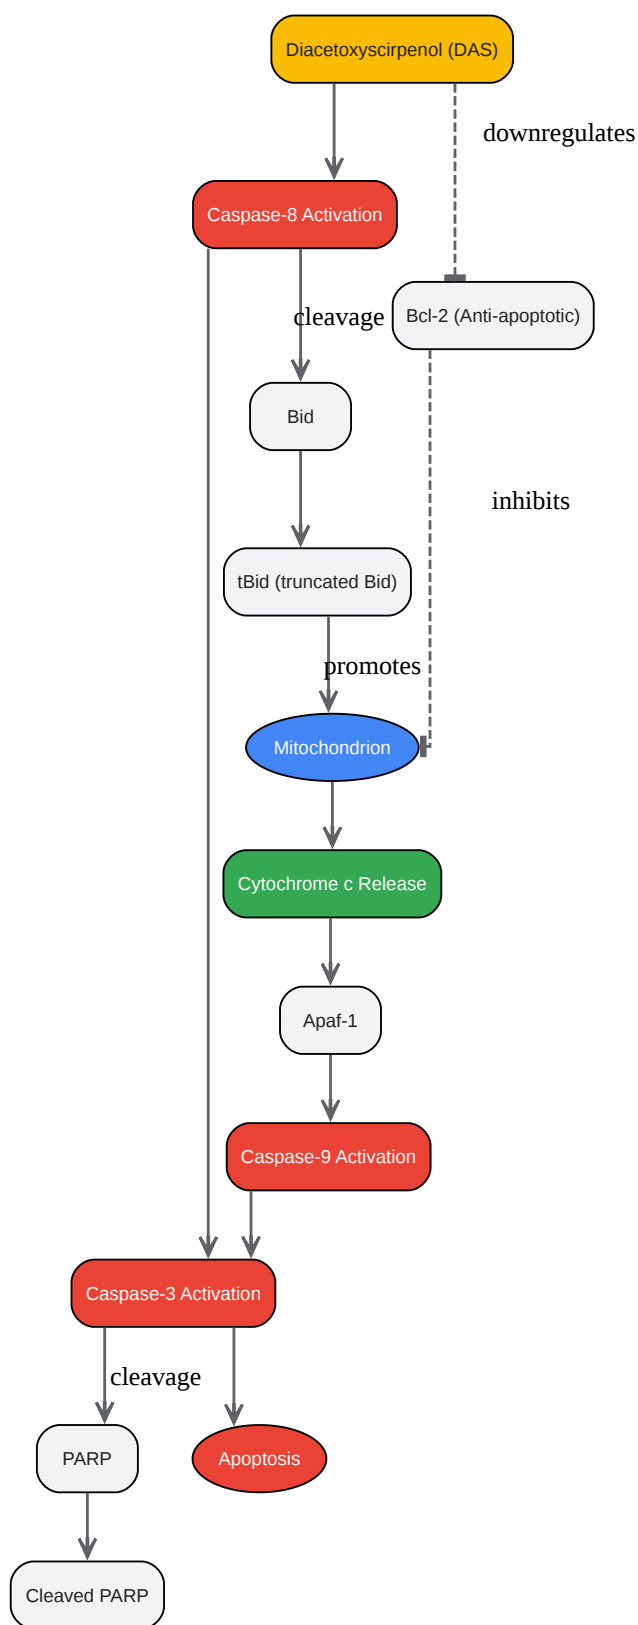 Diacetoxyscirpenol (DAS)
downregulates
Caspase-8 Activation
cleavage
Bcl-2 (Anti-apoptotic)
Bid
inhibits
tBid (truncated Bid)
promotes
Mitochondrion
Cytochrome c Release
Apaf-1
Caspase-9 Activation
Caspase-3 Activation
cleavage
PARP
Apoptosis
Cleaved PARP